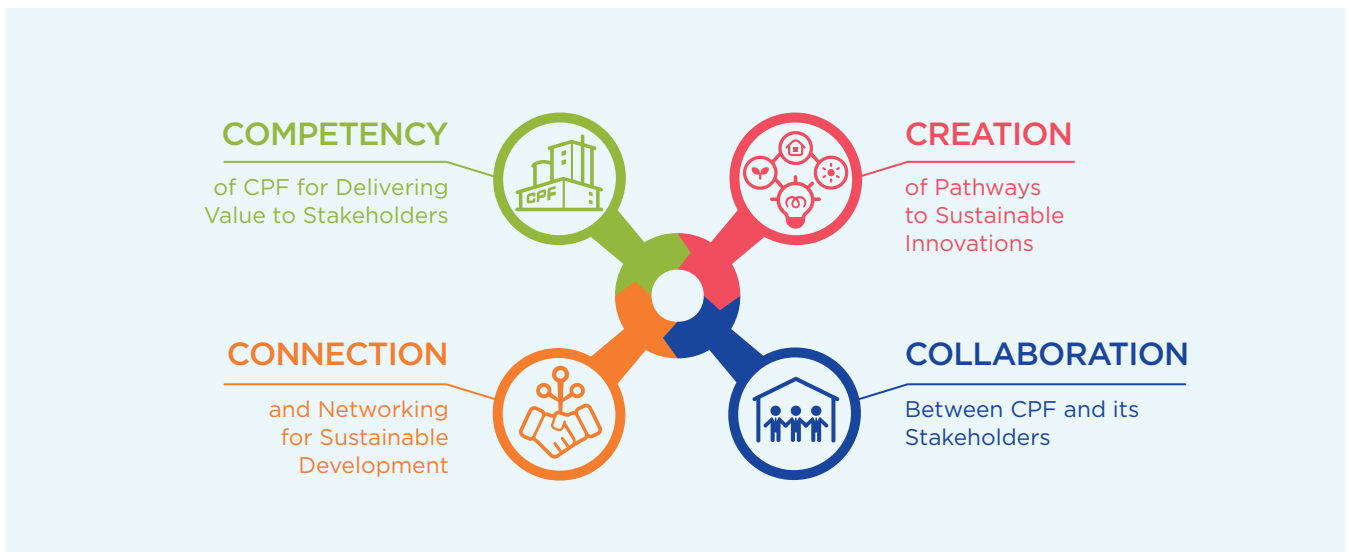 COMPETENCY
of CPF for Delivering
Value to Stakeholders
CPF
CREATION
of Pathways
to Sustainable
Innovations
CONNECTION
and Networking
for Sustainable
Development
COLLABORATION
Between CPF and its
Stakeholders